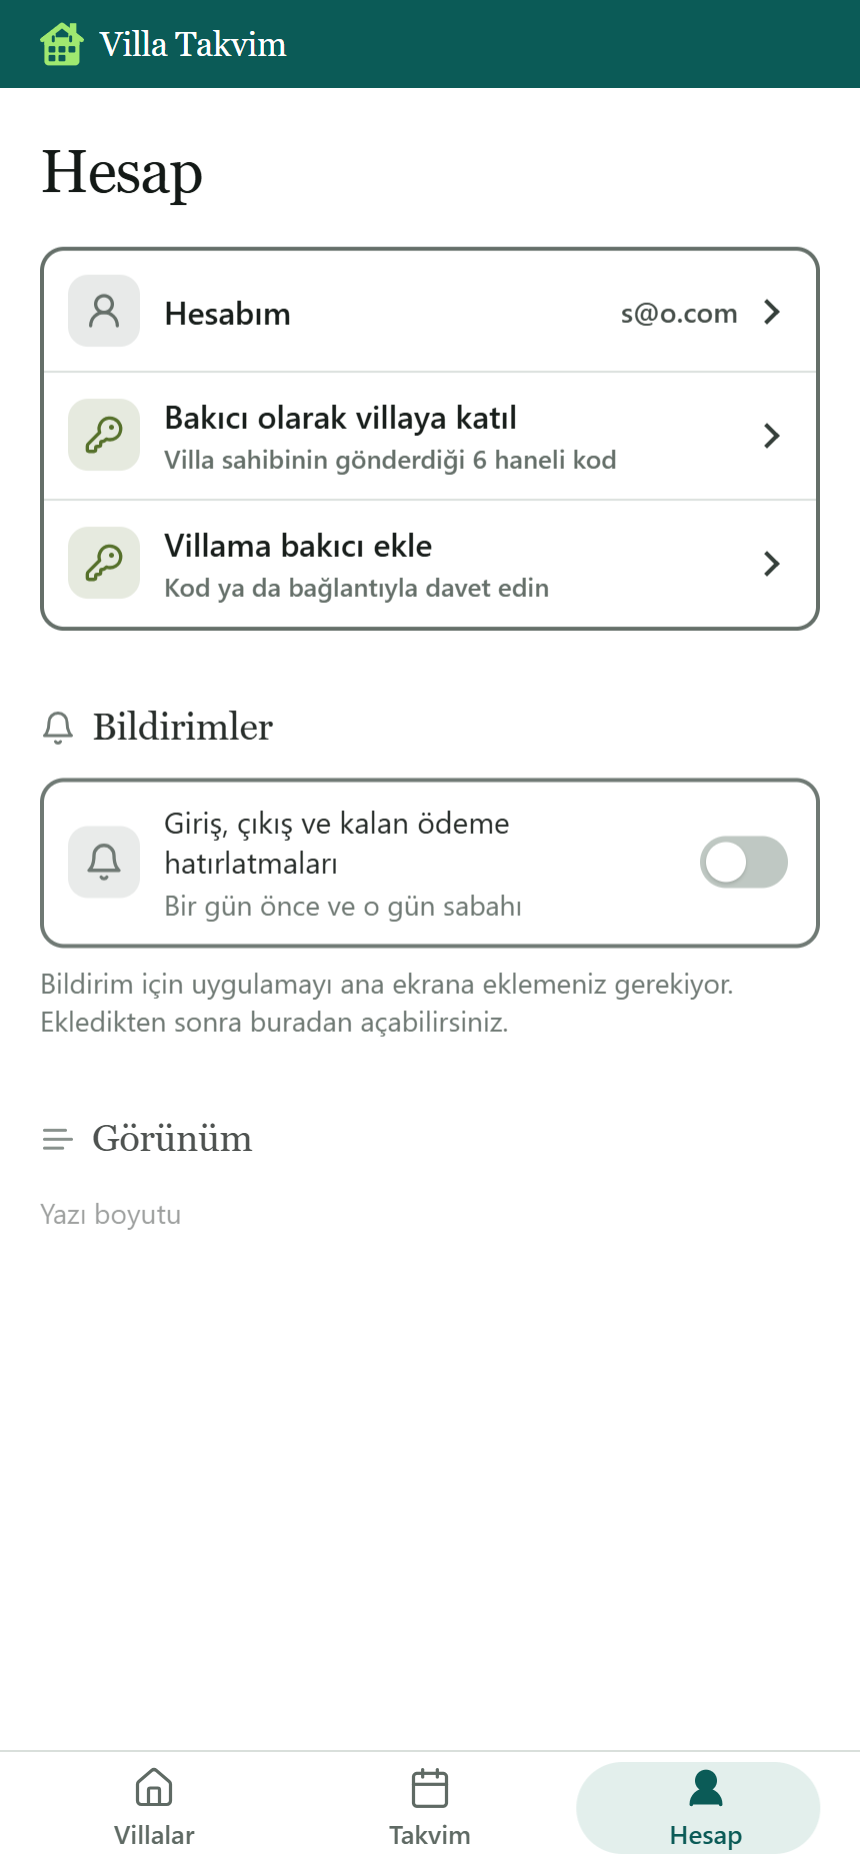 Villa Takvim
Hesap
Hesabım
s@o.com
Bakıcı olarak villaya katıl
Villa sahibinin gönderdiği 6 haneli kod
Villama bakıcı ekle
Kod ya da bağlantıyla davet edin
Bildirimler
Giriş, çıkış ve kalan ödeme
hatırlatmaları
Bir gün önce ve o gün sabahı
Bildirim için uygulamayı ana ekrana eklemeniz gerekiyor.
Ekledikten sonra buradan açabilirsiniz.
Görünüm
Yazı boyutu
Villalar
Takvim
Hesap